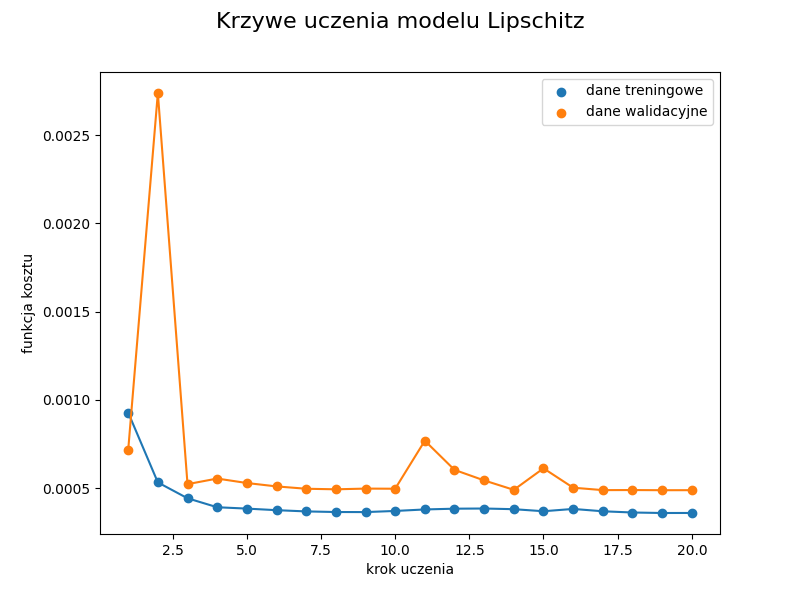 Krzywe uczenia modelu Lipschitz
dane treningowe
dane walidacyjne
0.0025
0.0020
0.0015
0.0010
0.0005
funkcja kosztu
2.5 5.0 7.5 10.0 12.5 15.0 17.5 20.0
krok uczenia